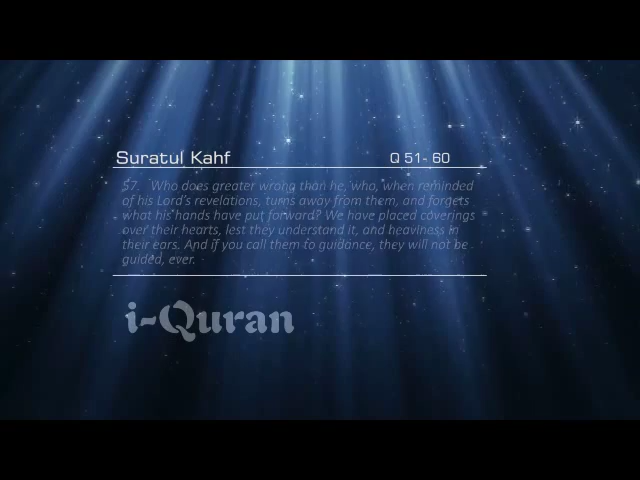 Suratul Kahf
Q 51- 60
57. Who does greater wrong than he, who, when reminded
of his Lord's revelations, turns away from them, and forgets
what his hands have put forward? We have placed coverings
over their hearts, lest they understand it, and heaviness in
their ears. And if you call them to guidance, they will not be
guided, ever.
i-Quran